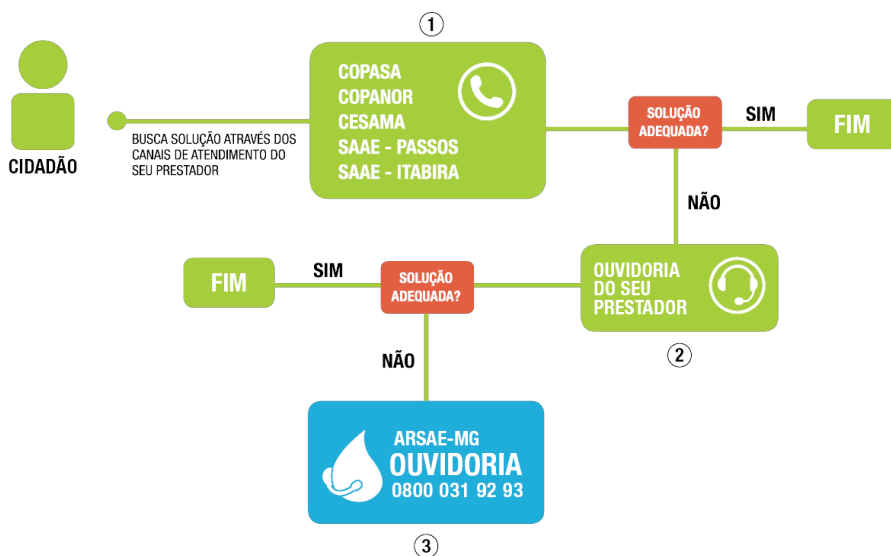 ①
COPASA
COPANOR
CESAMA
SAAE - PASSOS
SAAE - ITABIRA
CIDADÃO
BUSCA SOLUÇÃO ATRAVÉS DOS
CANAIS DE ATENDIMENTO DO
SEU PRESTADOR
SOLUÇÃO
ADEQUADA?
SIM
FIM
NÃO
OUVIDORIA
DO SEU
PRESTADOR
②
SOLUÇÃO
ADEQUADA?
SIM
FIM
NÃO
ARSAE-MG
OUVIDORIA
0800 031 92 93
③